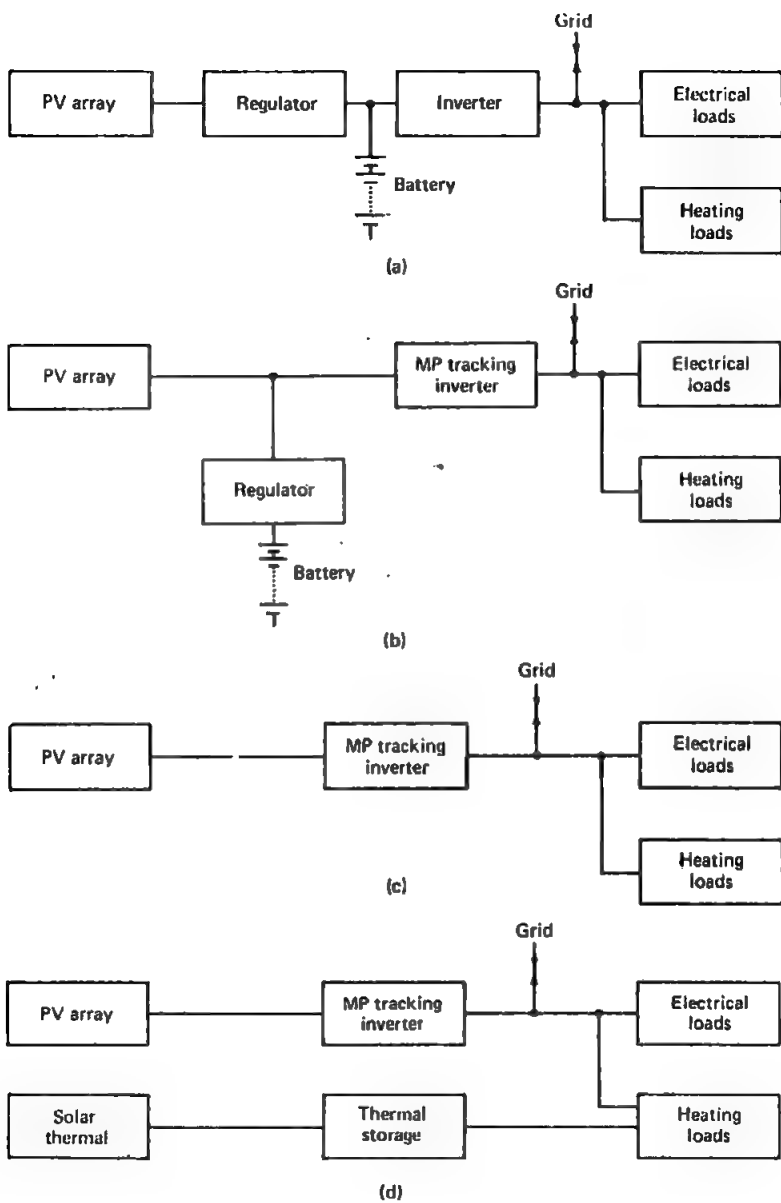 Grid
PV array
Regulator
Inverter
Electrical
loads
Battery
Heating
loads
(a)
Grid
PV array
MP tracking
inverter
Electrical
loads
Regulator
Heating
loads
Battery
(b)
Grid
PV array
MP tracking
inverter
Electrical
loads
Heating
loads
(c)
Grid
PV array
MP tracking
inverter
Electrical
loads
Solar
thermal
Thermal
storage
Heating
loads
(d)